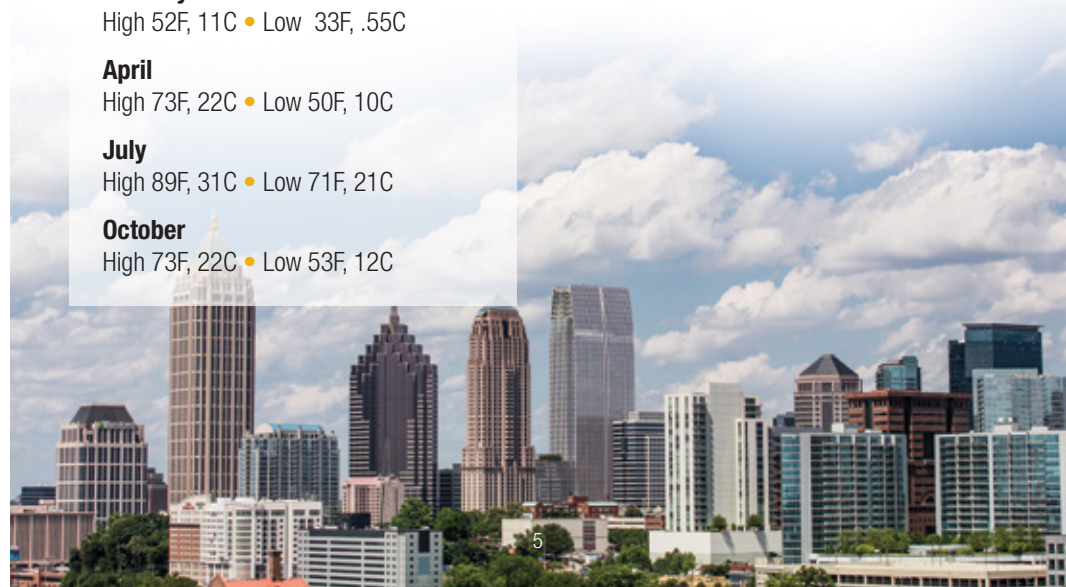 High 52F, 11C • Low  33F, .55C
April
High 73F, 22C • Low 50F, 10C
July
High 89F, 31C • Low 71F, 21C
October
High 73F, 22C • Low 53F, 12C
5